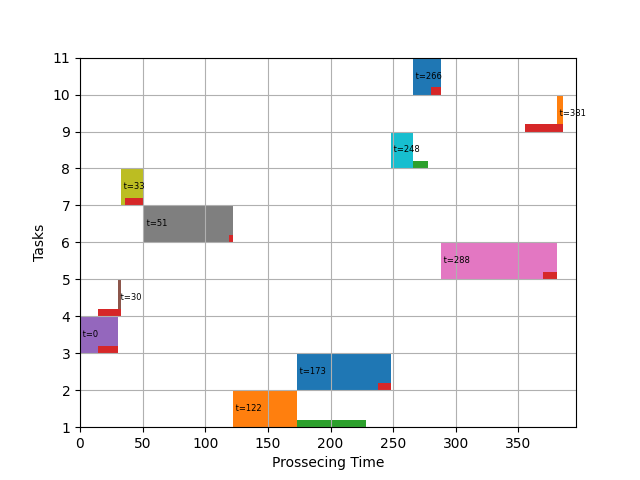 11
t=266
10
t=381
9
t=248
8
t=33
7
t=51
6
t=288
5
t=30
4
t=0
3
t=173
2
t=122
1
0 50 100 150 200 250 300 350
Tasks
Prossecing Time